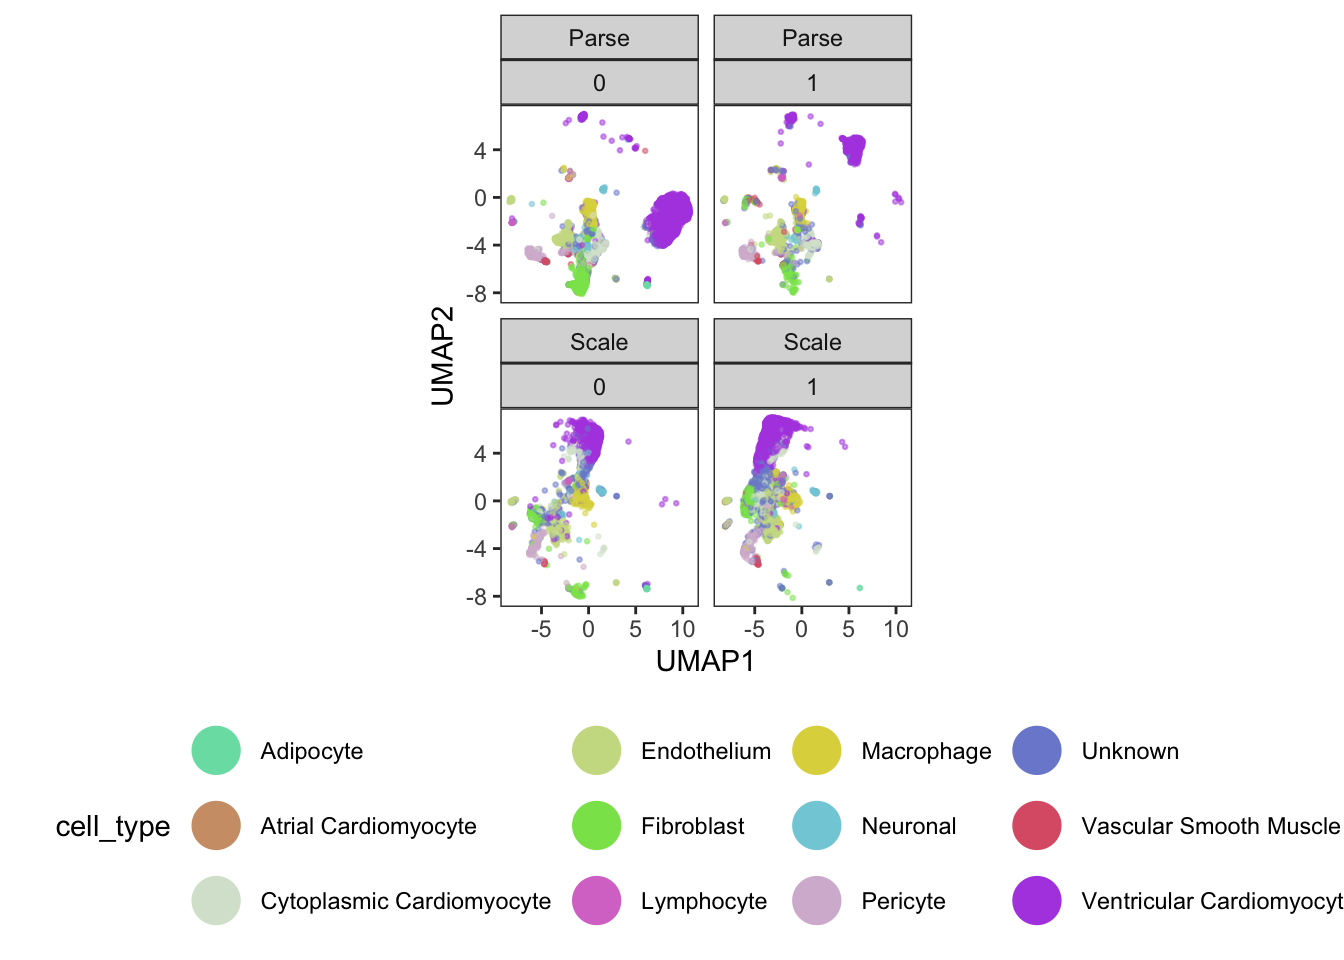 Parse Parse
0 1
4
0
-4
-8
UMAP2
Scale Scale
0 1
4
0
-4
-8
-5 0 5 10 -5 0 5 10
UMAP1
Adipocyte Endothelium Macrophage Unknown
cell_type Atrial Cardiomyocyte Fibroblast Neuronal Vascular Smooth Muscle
Cytoplasmic Cardiomyocyte Lymphocyte Pericyte Ventricular Cardiomyocyt